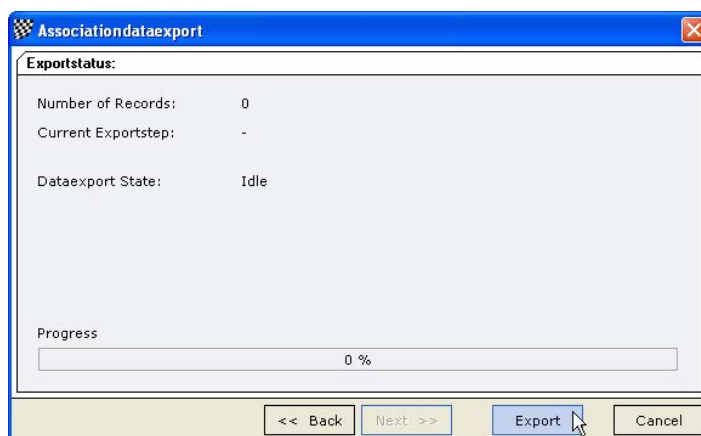 Associationdataexport
Exportstatus:
Number of Records: 0
Current Exportstep: -
Dataexport State: Idle
Progress
0 %
<< Back Next >> Export Cancel